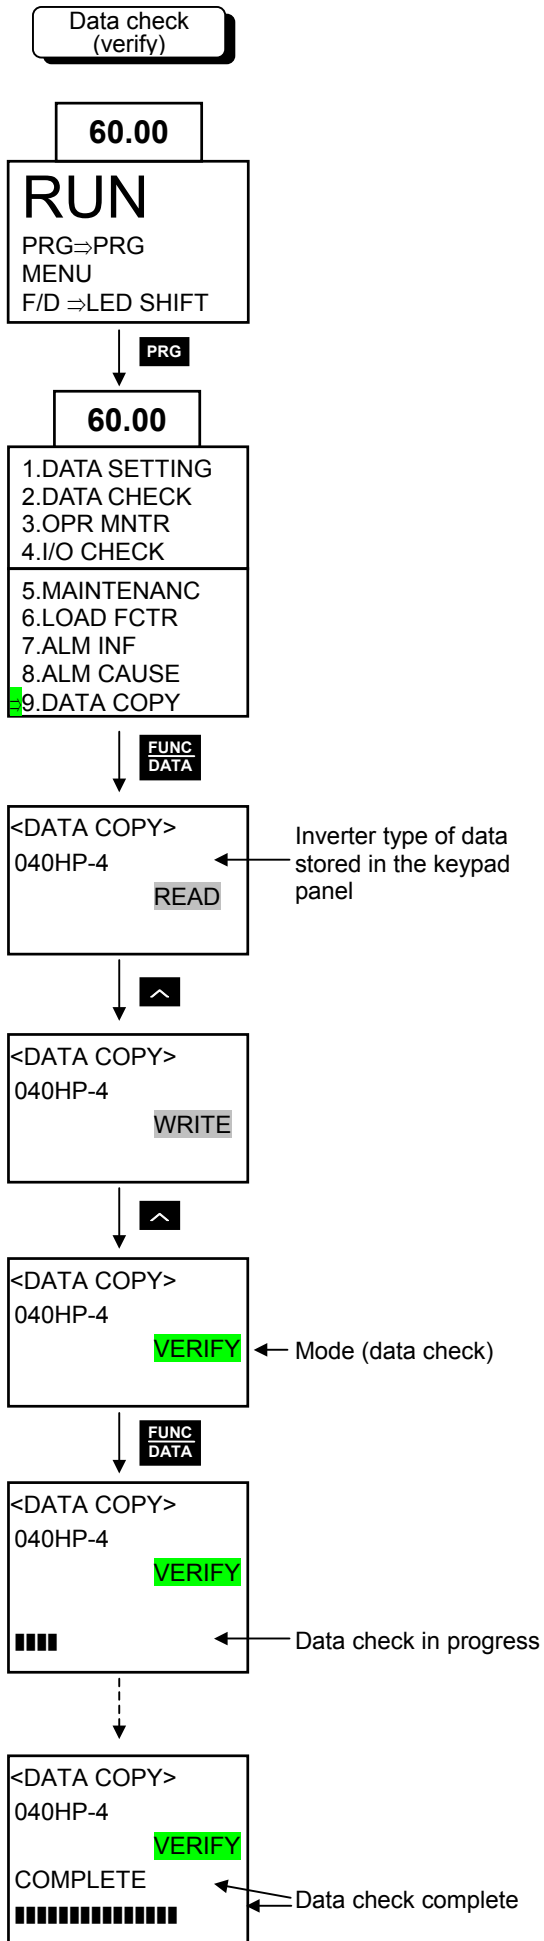 Data check
(verify)
60.00
RUN
PRG⇒PRG
MENU
F/D ⇒LED SHIFT
PRG
60.00
1.DATA SETTING
2.DATA CHECK
3.OPR MNTR
4.I/O CHECK
5.MAINTENANC
6.LOAD FCTR
7.ALM INF
8.ALM CAUSE
⇒9.DATA COPY
FUNC
DATA
<DATA COPY>
040HP-4
READ
Inverter type of data
stored in the keypad
panel
<DATA COPY>
040HP-4
WRITE
<DATA COPY>
040HP-4
VERIFY
Mode (data check)
FUNC
DATA
<DATA COPY>
040HP-4
VERIFY
Data check in progress
<DATA COPY>
040HP-4
VERIFY
COMPLETE
Data check complete